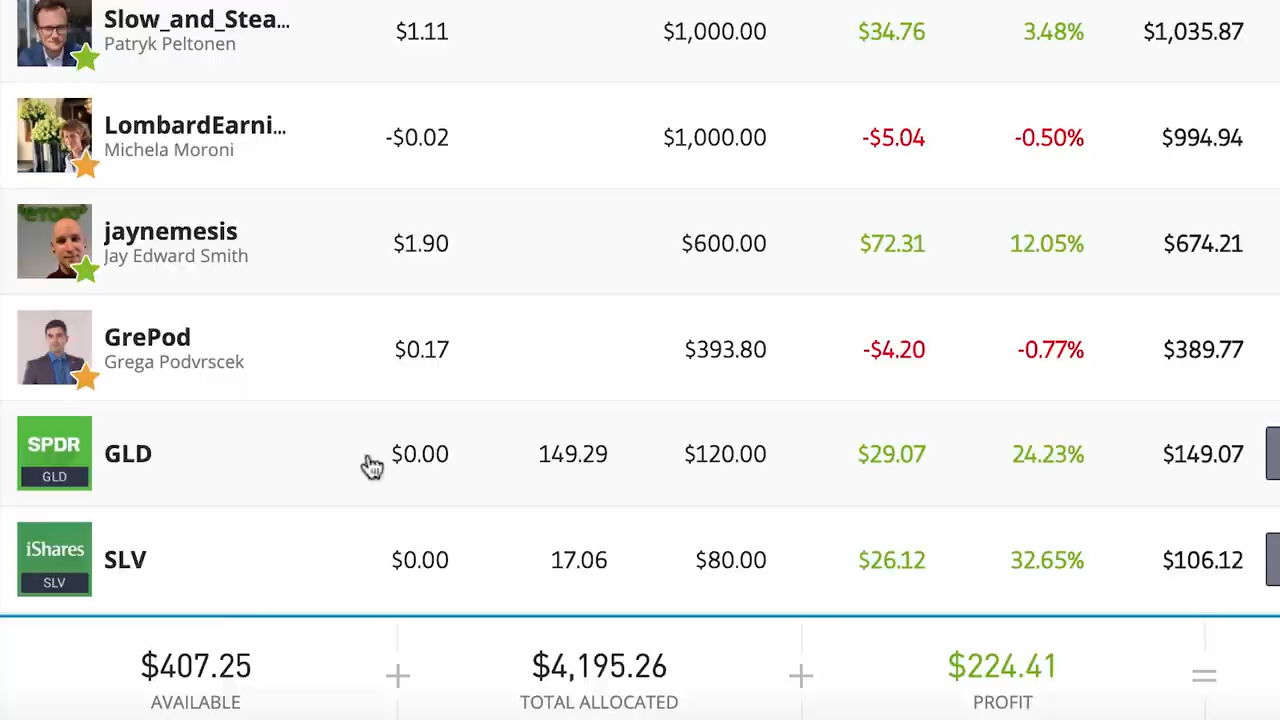 Slow_and_Stea...
Patryk Peltonen
$1.11 $1,000.00 $34.76 3.48% $1,035.87
LombardEarni...
Michela Moroni
-$0.02 $1,000.00 -$5.04 -0.50% $994.94
eTORO
jaynemesis
Jay Edward Smith
$1.90 $600.00 $72.31 12.05% $674.21
GrePod
Grega Podvrscek
$0.17 $393.80 -$4.20 -0.77% $389.77
SPDR
GLD
GLD $0.00 149.29 $120.00 $29.07 24.23% $149.07
iShares
SLV
SLV $0.00 17.06 $80.00 $26.12 32.65% $106.12
$407.25 + $4,195.26 + $224.41 =
AVAILABLE TOTAL ALLOCATED PROFIT